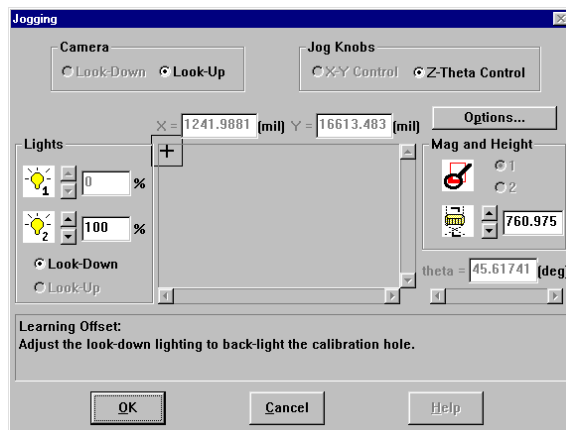 Jogging
Camera
Look-Down Look-Up
Jog Knobs
X-Y Control Z-Theta Control
X = 1241.9881 (mil) Y = 16613.483 (mil)
Options...
Lights
1 0 %
2 100 %
Look-Down
Look-Up
Mag and Height
1
2
760.975
theta = 45.61741 (deg)
Learning Offset:
Adjust the look-down lighting to back-light the calibration hole.
OK Cancel Help